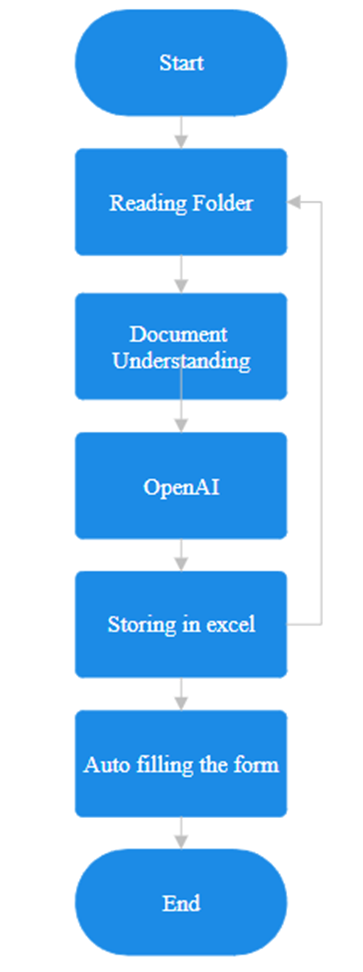 Start
Reading Folder
Document
Understanding
OpenAI
Storing in excel
Auto filling the form
End